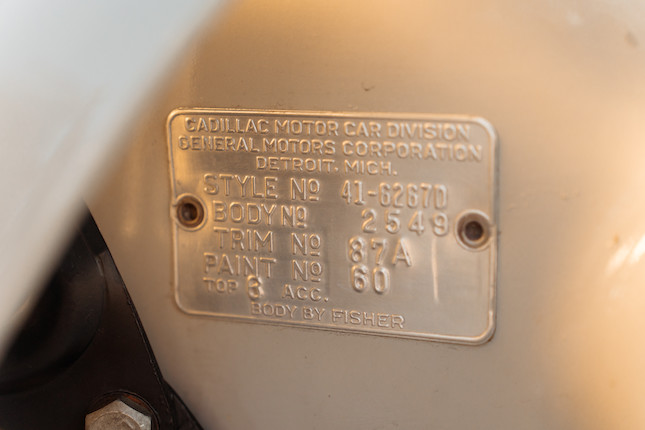 CADILLAC MOTOR CAR DIVISION
GENERAL MOTORS CORPORATION
DETROIT, MICH.
STYLE Nº 41-6267D
BODY Nº 2549
TRIM Nº 87A
PAINT Nº 60
TOP 3 ACC.
BODY BY FISHER